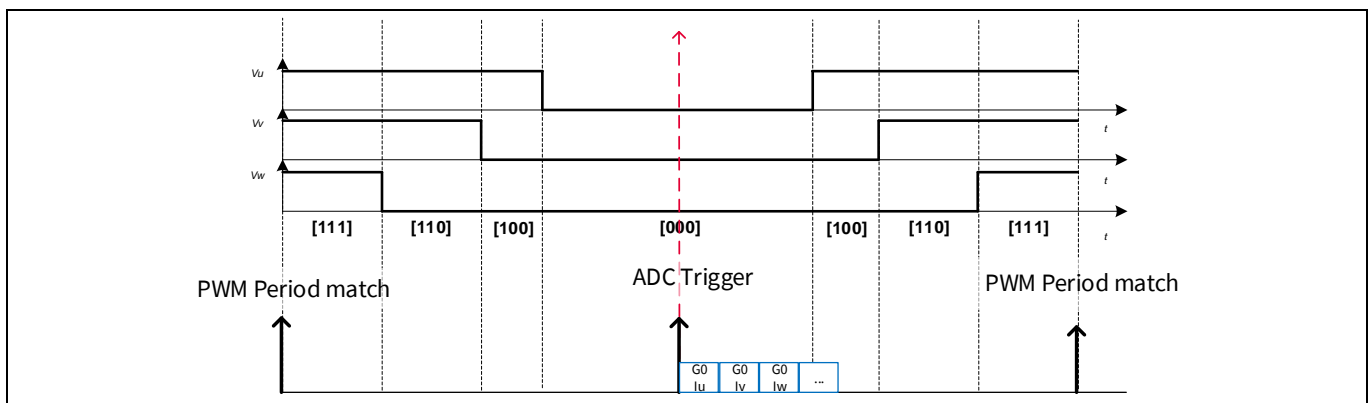 Vu
t
Vv
t
Vw
t
[111] [110] [100] [000] [100] [110] [111]
PWM Period match ADC Trigger PWM Period match
G0 G0 G0
Iu Iv Iw ...